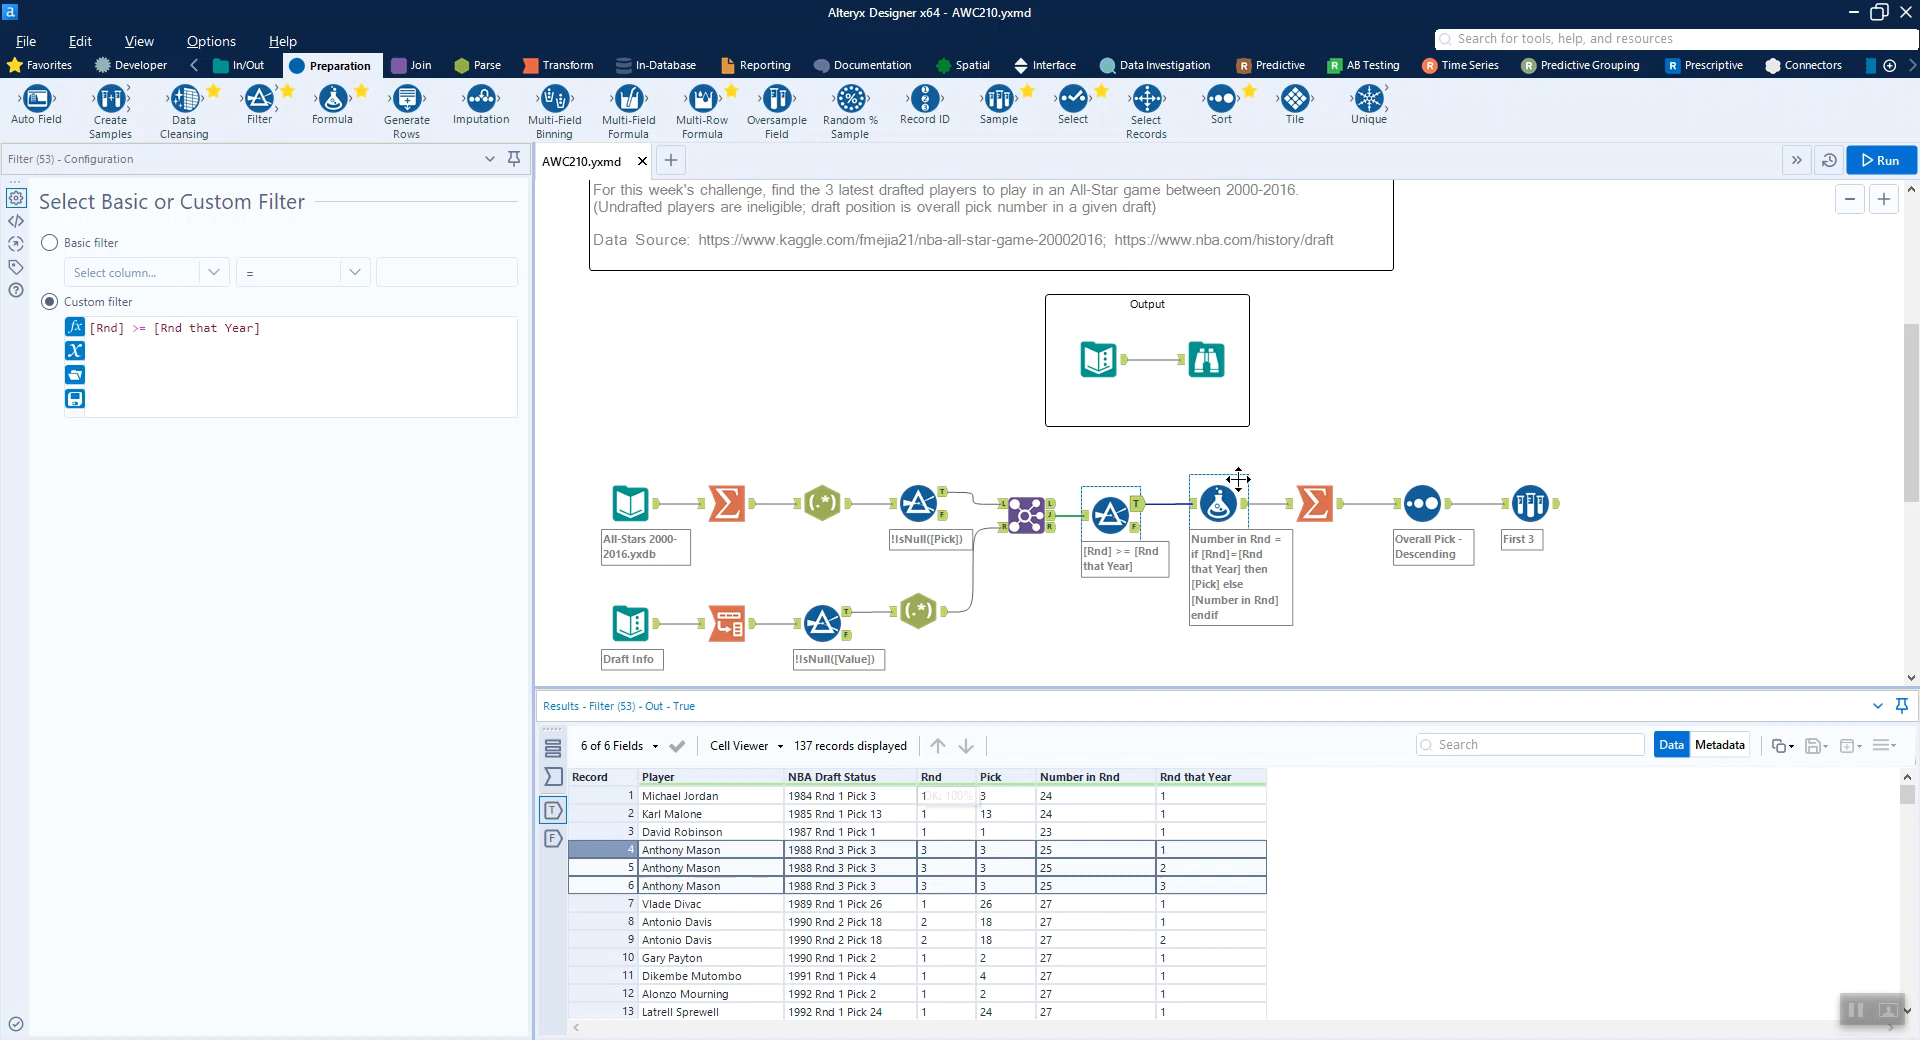 Alteryx Designer x64 - AWC210.yxmd
File Edit View Options Help
Search for tools, help, and resources
Favorites Developer In/Out Preparation Join Parse Transform In-Database Reporting Documentation Spatial Interface Data Investigation Predictive AB Testing Time Series Predictive Grouping Prescriptive Connectors
Auto Field Create Samples Data Cleansing Filter Formula Generate Rows Imputation Multi-Field Binning Multi-Field Formula Multi-Row Formula Oversample Field Random % Sample Record ID Sample Select Select Records Sort Tile Unique
Filter (53) - Configuration
AWC210.yxmd
Run
Select Basic or Custom Filter
Basic filter
Select column... =
Custom filter
[Rnd] >= [Rnd that Year]
For this week's challenge, find the 3 latest drafted players to play in an All-Star game between 2000-2016.
(Undrafted players are ineligible; draft position is overall pick number in a given draft)
Data Source: https://www.kaggle.com/fmejia21/nba-all-star-game-20002016; https://www.nba.com/history/draft
Output
All-Stars 2000-
2016.yxdb
!IsNull([Pick])
[Rnd] >= [Rnd
that Year]
Number in Rnd =
if [Rnd]=[Rnd
that Year] then
[Pick] else
[Number in Rnd]
endif
Overall Pick -
Descending
First 3
Draft Info
!IsNull([Value])
Results - Filter (53) - Out - True
6 of 6 Fields Cell Viewer 137 records displayed Search Data Metadata
Record Player NBA Draft Status Rnd Pick Number in Rnd Rnd that Year
1 Michael Jordan 1984 Rnd 1 Pick 3 1 3 24 1
OK: 100%
2 Karl Malone 1985 Rnd 1 Pick 13 1 13 24 1
3 David Robinson 1987 Rnd 1 Pick 1 1 1 23 1
4 Anthony Mason 1988 Rnd 3 Pick 3 3 3 25 1
5 Anthony Mason 1988 Rnd 3 Pick 3 3 3 25 2
6 Anthony Mason 1988 Rnd 3 Pick 3 3 3 25 3
7 Vlade Divac 1989 Rnd 1 Pick 26 1 26 27 1
8 Antonio Davis 1990 Rnd 2 Pick 18 2 18 27 1
9 Antonio Davis 1990 Rnd 2 Pick 18 2 18 27 2
10 Gary Payton 1990 Rnd 1 Pick 2 1 2 27 1
11 Dikembe Mutombo 1991 Rnd 1 Pick 4 1 4 27 1
12 Alonzo Mourning 1992 Rnd 1 Pick 2 1 2 27 1
13 Latrell Sprewell 1992 Rnd 1 Pick 24 1 24 27 1